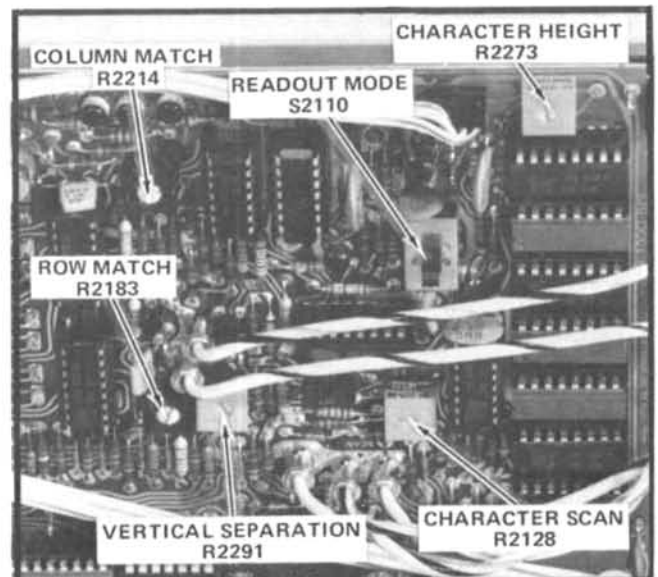 CHARACTER HEIGHT
R2273
COLUMN MATCH
R2214
READOUT MODE
S2110
ROW MATCH
R2183
VERTICAL SEPARATION
R2291
CHARACTER SCAN
R2128